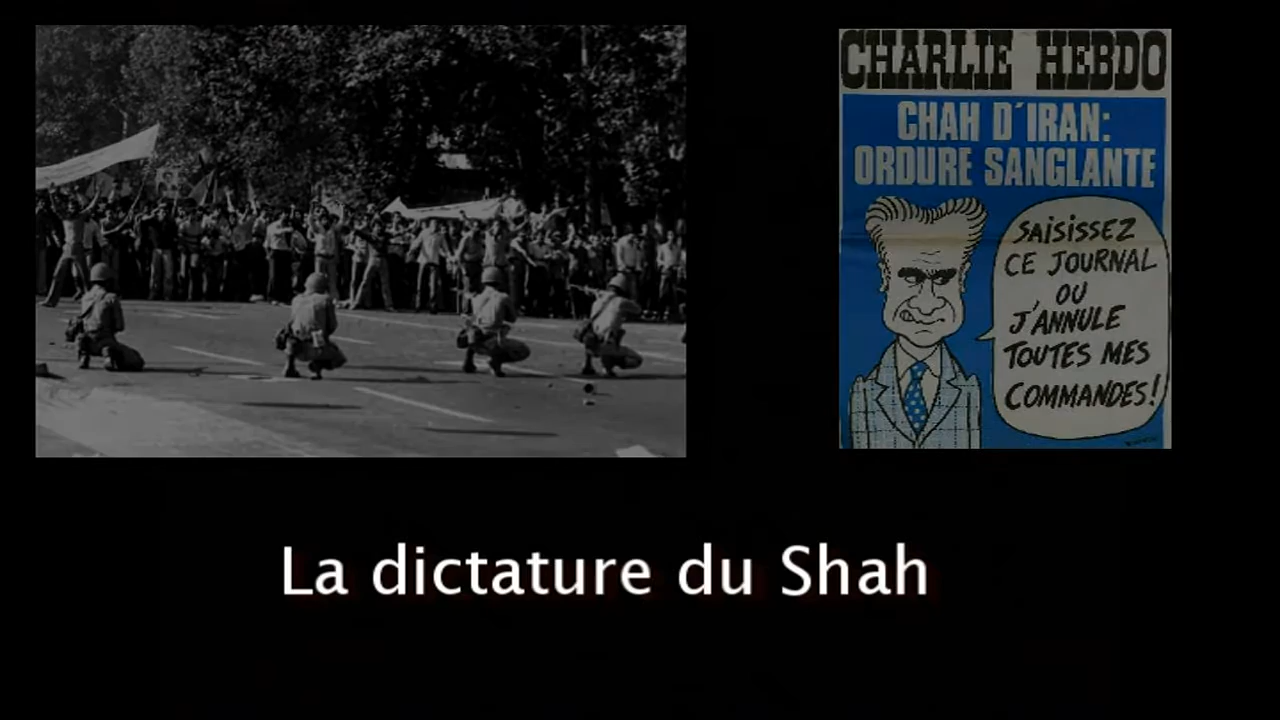 CHARLIE HEBDO
CHAH D'IRAN:
ORDURE SANGLANTE
SAISISSEZ
CE JOURNAL
OU
J'ANNULE
TOUTES MES
COMMANDES!
La dictature du Shah